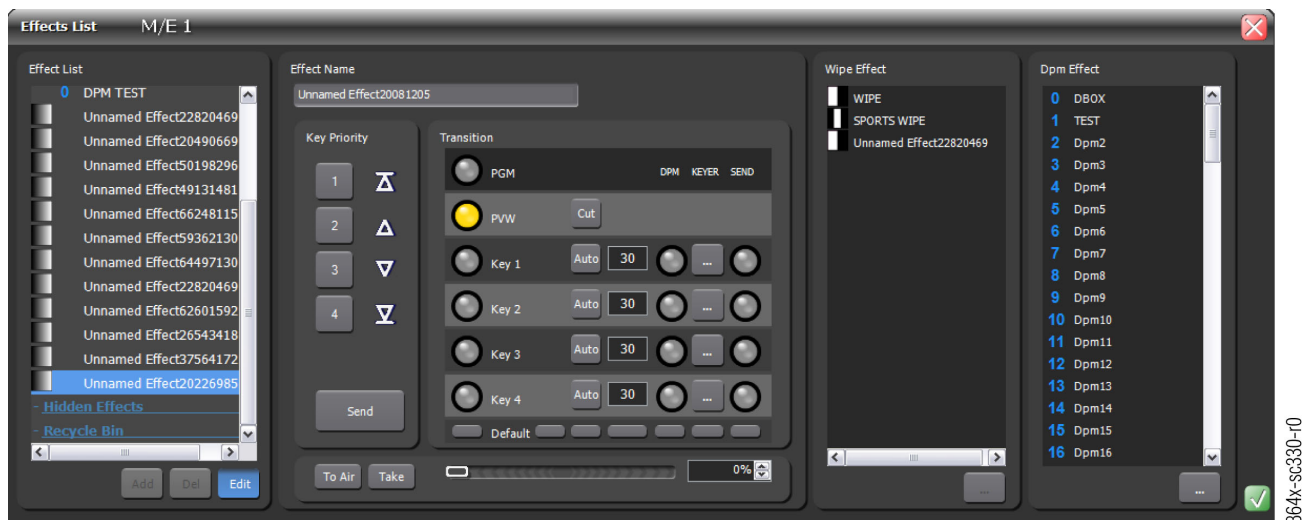 Effects List M/E 1
Effect List
0 DPM TEST
Unnamed Effect22820469
Unnamed Effect20490669
Unnamed Effect50198296
Unnamed Effect49131481
Unnamed Effect66248115
Unnamed Effect59362130
Unnamed Effect64497130
Unnamed Effect22820469
Unnamed Effect62601592
Unnamed Effect26543418
Unnamed Effect37564172
Unnamed Effect20226985
- Hidden Effects
- Recycle Bin
Add Del Edit
Effect Name
Unnamed Effect20081205
Key Priority
1
2
3
4
Send
Transition
PGM DPM KEYER SEND
PVW Cut
Key 1 Auto 30 ...
Key 2 Auto 30 ...
Key 3 Auto 30 ...
Key 4 Auto 30 ...
Default
To Air Take 0%
Wipe Effect
WIPE
SPORTS WIPE
Unnamed Effect22820469
...
Dpm Effect
0 DBOX
1 TEST
2 Dpm2
3 Dpm3
4 Dpm4
5 Dpm5
6 Dpm6
7 Dpm7
8 Dpm8
9 Dpm9
10 Dpm10
11 Dpm11
12 Dpm12
13 Dpm13
14 Dpm14
15 Dpm15
16 Dpm16
...